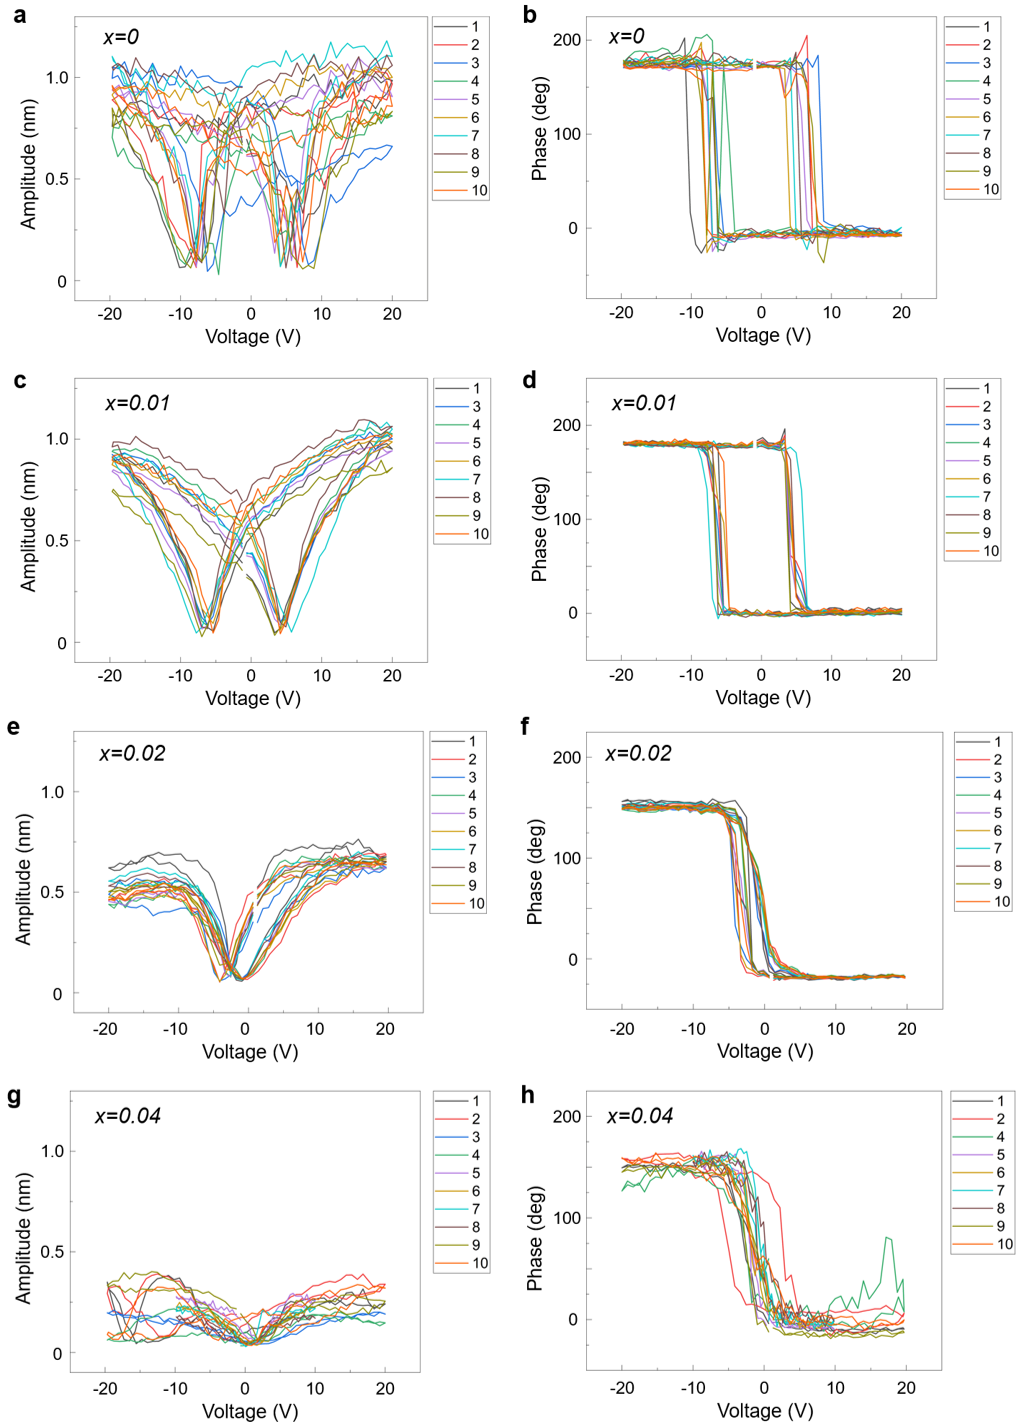 a
x=0
Amplitude (nm)
1.0
0.5
0
-20 -10 0 10 20
Voltage (V)
1
2
3
4
5
6
7
8
9
10
b
x=0
Phase (deg)
200
100
0
-20 -10 0 10 20
Voltage (V)
1
2
3
4
5
6
7
8
9
10
c
x=0.01
Amplitude (nm)
1.0
0.5
0
-20 -10 0 10 20
Voltage (V)
1
3
4
5
6
7
8
9
10
d
x=0.01
Phase (deg)
200
100
0
-20 -10 0 10 20
Voltage (V)
1
2
3
4
5
6
7
8
9
10
e
x=0.02
Amplitude (nm)
1.0
0.5
0
-20 -10 0 10 20
Voltage (V)
1
2
3
4
5
6
7
8
9
10
f
x=0.02
Phase (deg)
200
100
0
-20 -10 0 10 20
Voltage (V)
1
2
3
4
5
6
7
8
9
10
g
x=0.04
Amplitude (nm)
1.0
0.5
0
-20 -10 0 10 20
Voltage (V)
1
2
3
4
5
6
7
8
9
10
h
x=0.04
Phase (deg)
200
100
0
-20 -10 0 10 20
Voltage (V)
1
2
4
5
6
7
8
9
10